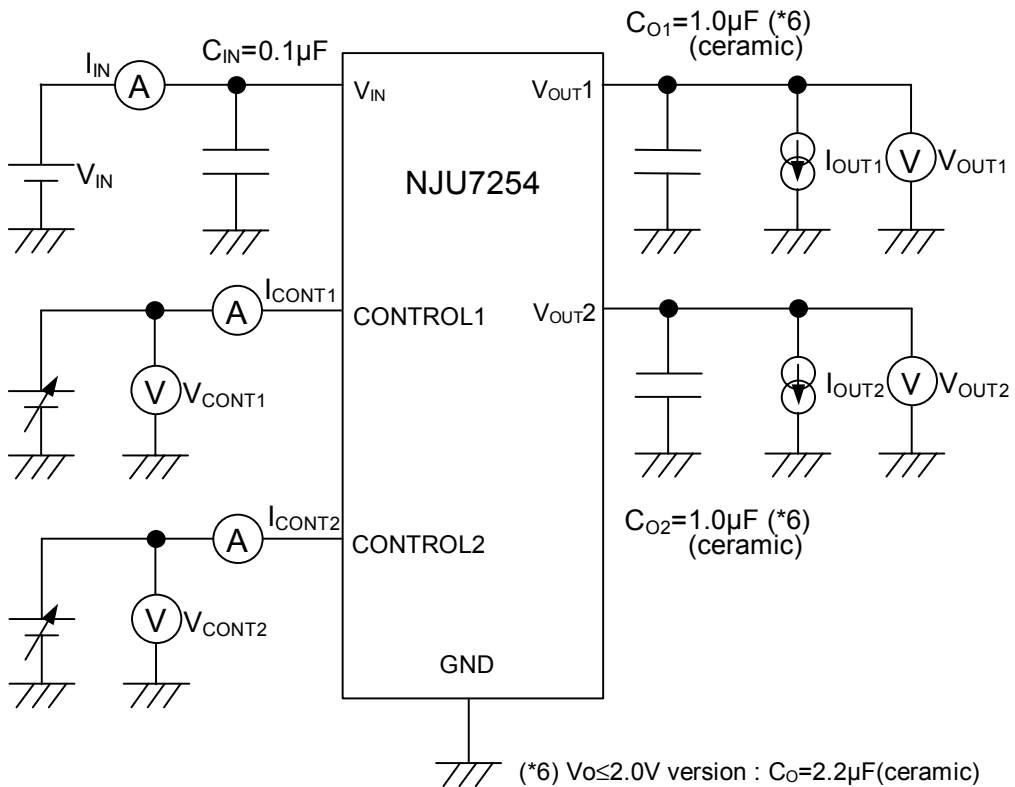 C_O1=1.0µF (*6)
(ceramic)
I_IN
C_IN=0.1µF
A
V_IN
V_OUT1
V_IN
NJU7254
I_OUT1
V
V_OUT1
I_CONT1
A
CONTROL1
V_OUT2
V
V_CONT1
I_OUT2
V
V_OUT2
I_CONT2
A
CONTROL2
C_O2=1.0µF (*6)
(ceramic)
V
V_CONT2
GND
(*6) Vo≤2.0V version : C_O=2.2µF(ceramic)